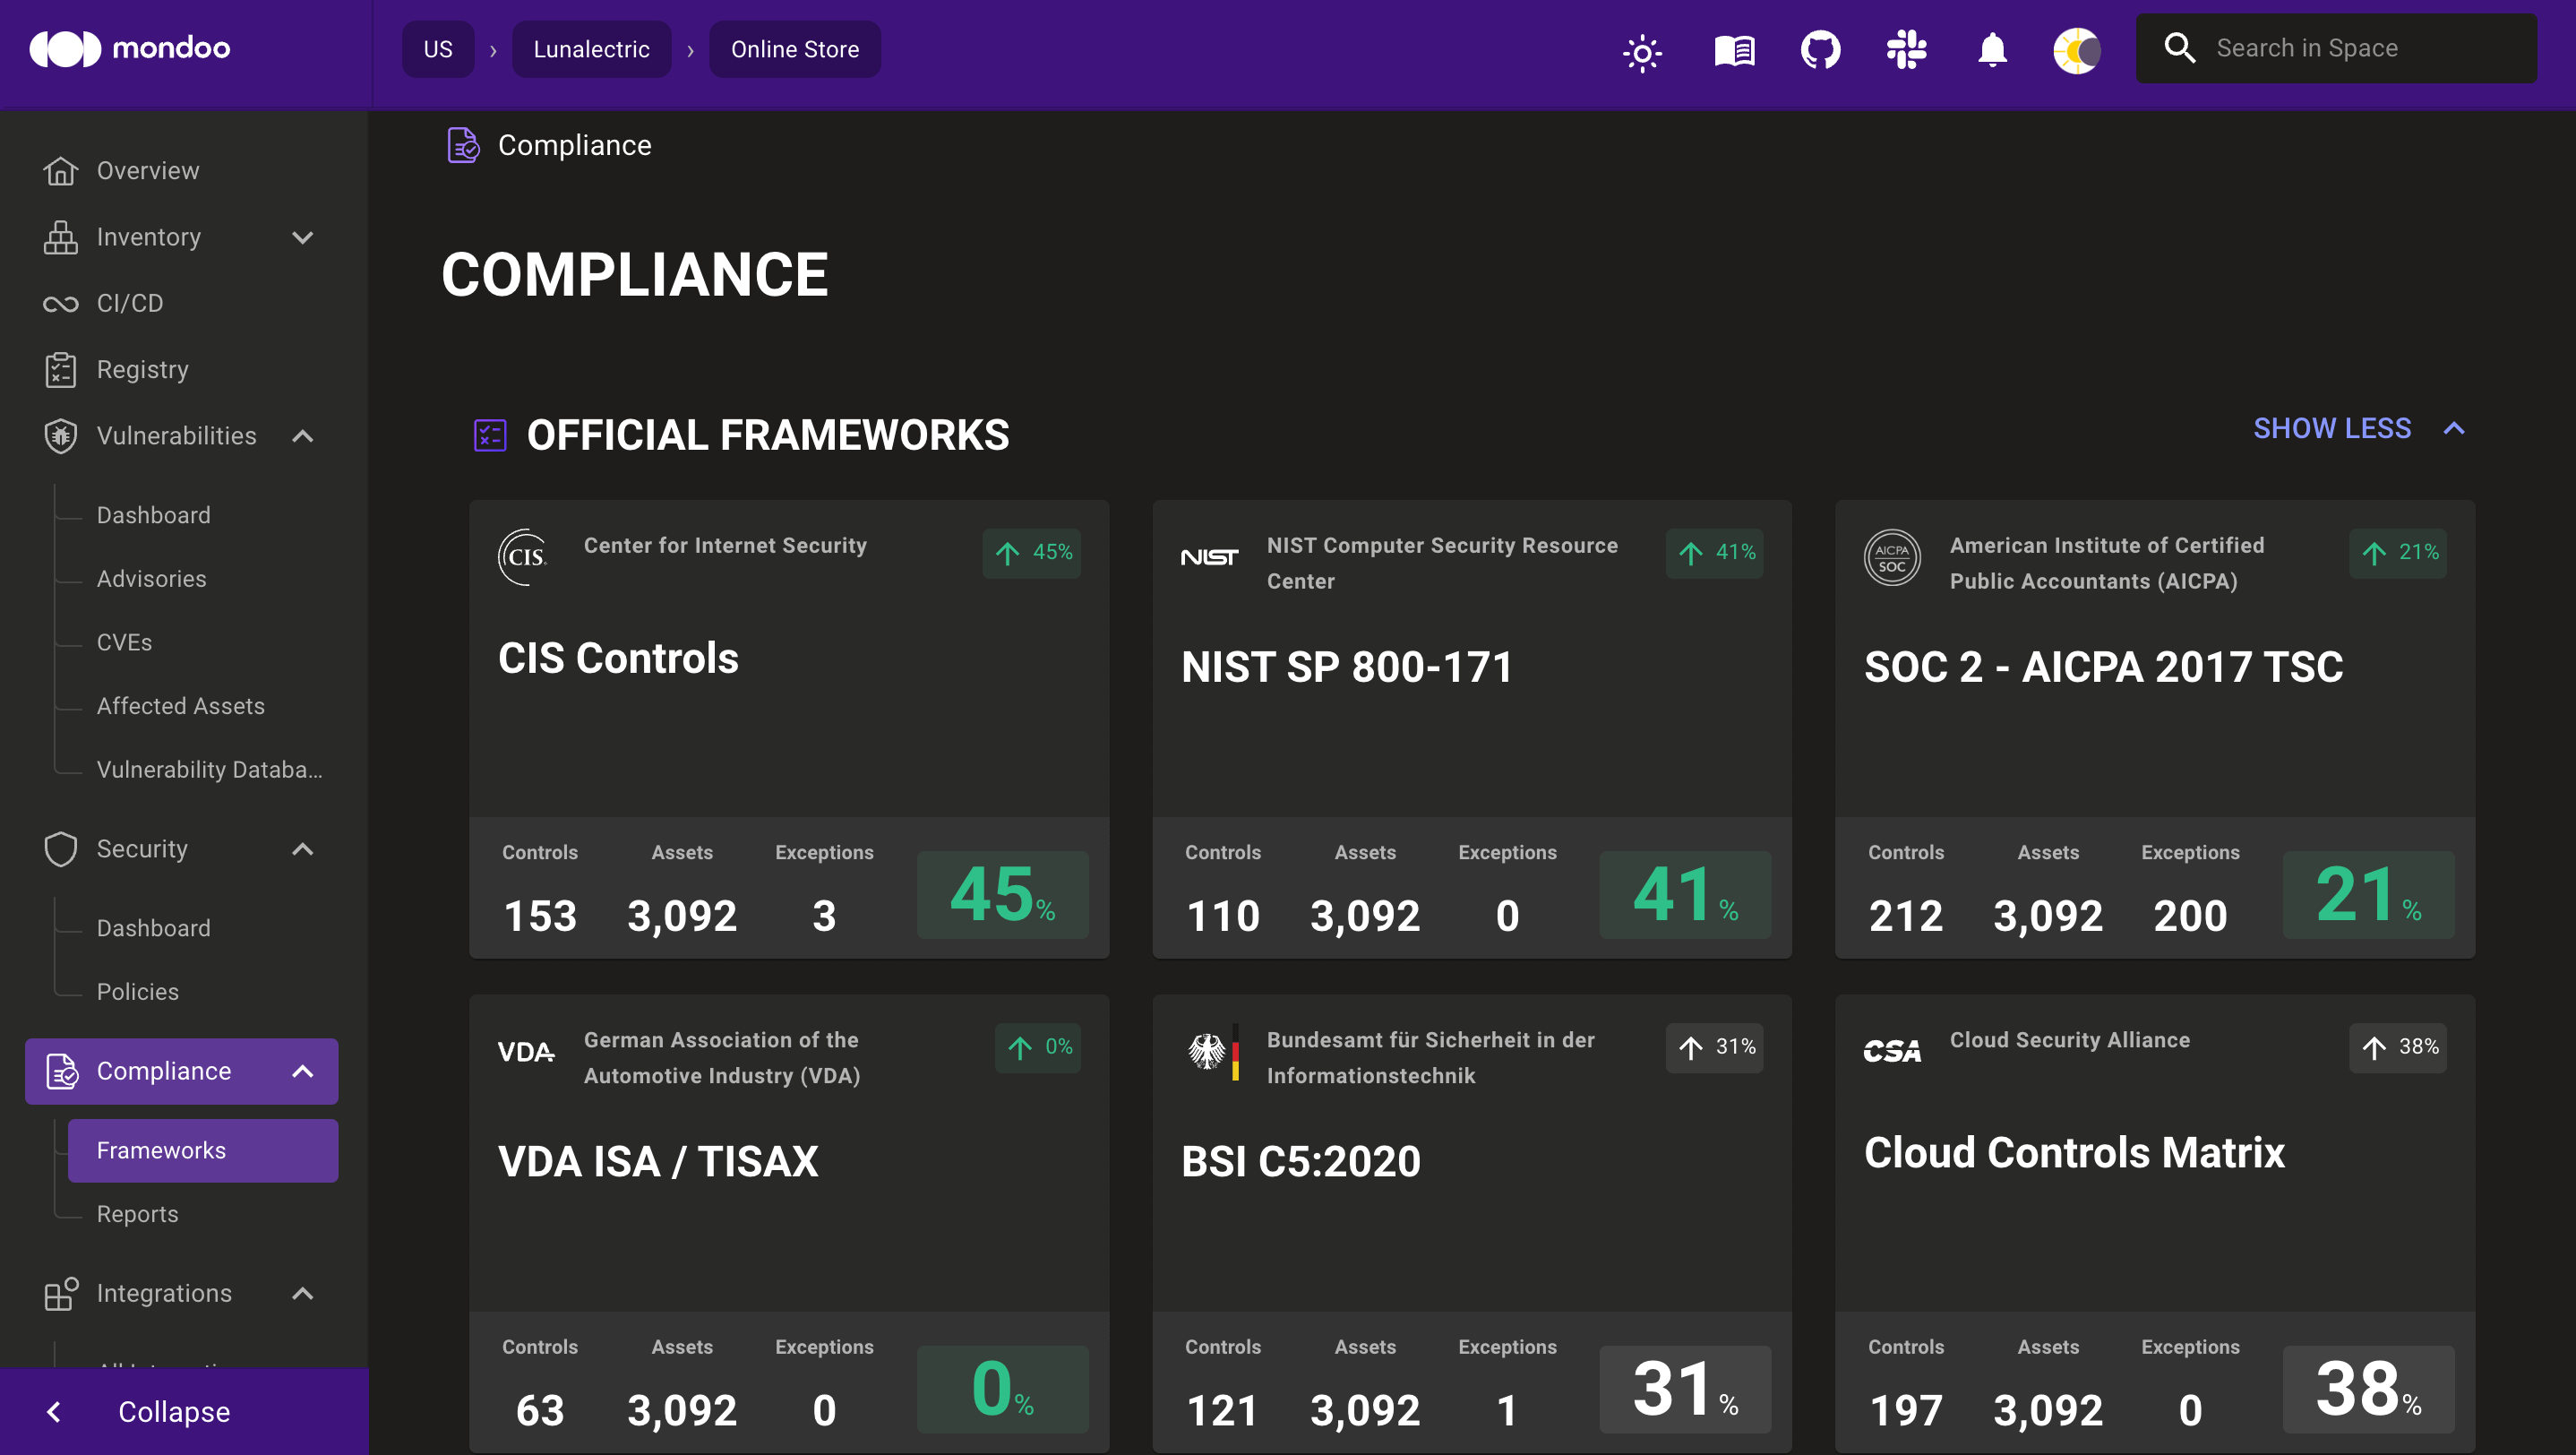 mondoo
US › Lunalectric › Online Store
Search in Space
Overview
Inventory
CI/CD
Registry
Vulnerabilities
Dashboard
Advisories
CVEs
Affected Assets
Vulnerability Databa...
Security
Dashboard
Policies
Compliance
Frameworks
Reports
Integrations
Collapse
Compliance
COMPLIANCE
OFFICIAL FRAMEWORKS
SHOW LESS
CIS
Center for Internet Security
45%
CIS Controls
Controls Assets Exceptions
153 3,092 3 45%
NIST
NIST Computer Security Resource
Center
41%
NIST SP 800-171
Controls Assets Exceptions
110 3,092 0 41%
AICPA
SOC
American Institute of Certified
Public Accountants (AICPA)
21%
SOC 2 - AICPA 2017 TSC
Controls Assets Exceptions
212 3,092 200 21%
VDA
German Association of the
Automotive Industry (VDA)
0%
VDA ISA / TISAX
Controls Assets Exceptions
63 3,092 0 0%
Bundesamt für Sicherheit in der
Informationstechnik
31%
BSI C5:2020
Controls Assets Exceptions
121 3,092 1 31%
CSA
Cloud Security Alliance
38%
Cloud Controls Matrix
Controls Assets Exceptions
197 3,092 0 38%